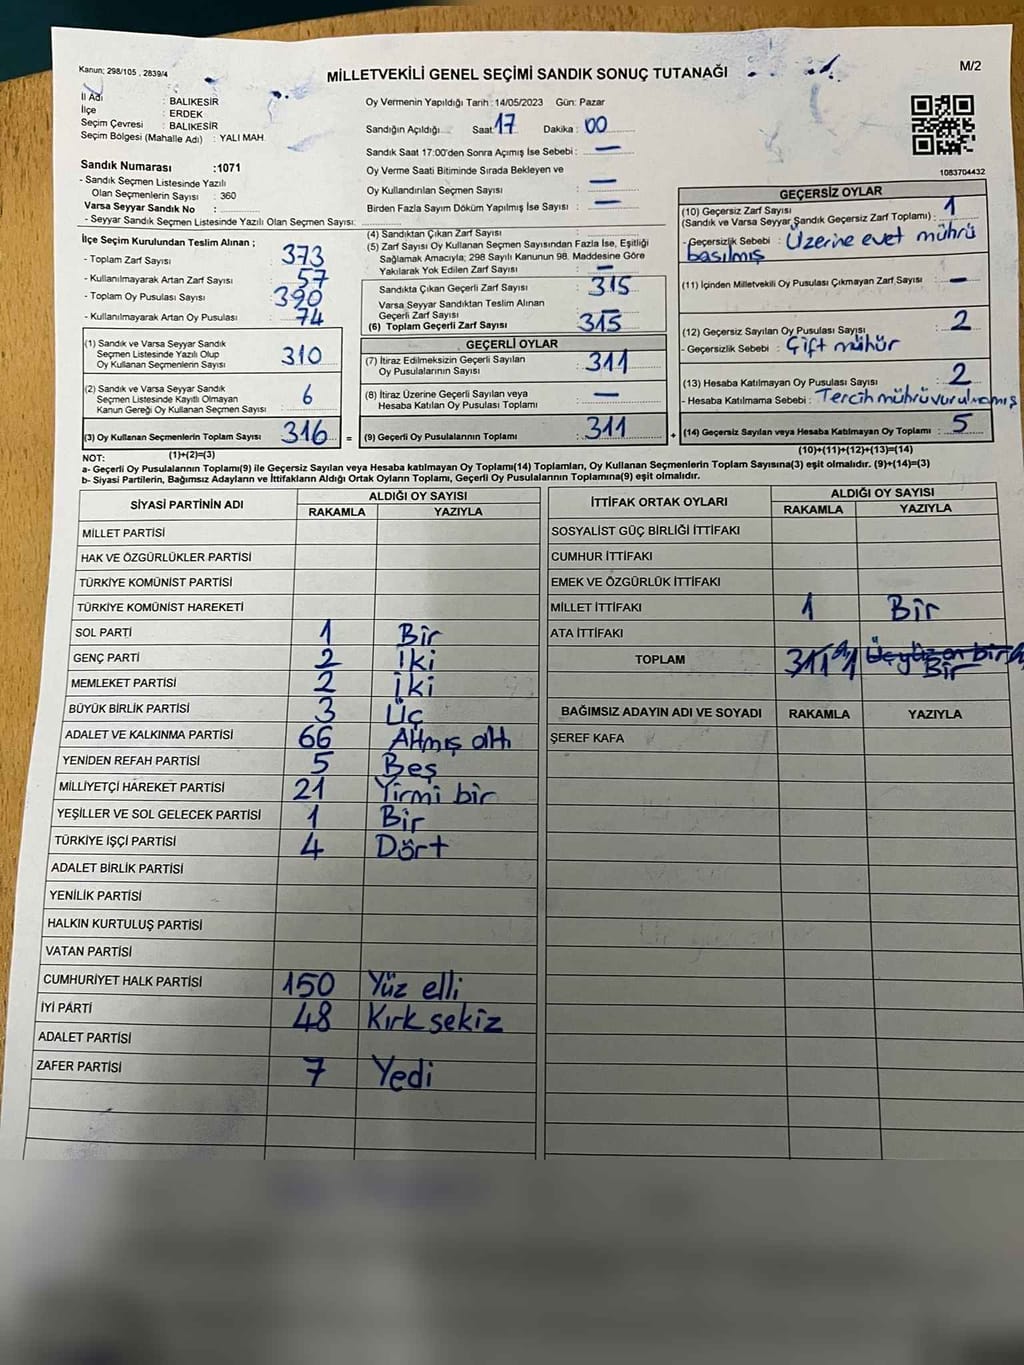 Kanun; 298/105 , 2839/4
MİLLETVEKİLİ GENEL SEÇİMİ SANDIK SONUÇ TUTANAĞI
M/2
İl Adı : BALIKESİR
İlçe : ERDEK
Seçim Çevresi : BALIKESİR
Seçim Bölgesi (Mahalle Adı) : YALI MAH.
Oy Vermenin Yapıldığı Tarih :14/05/2023 Gün: Pazar
Sandığın Açıldığı Saat 17 Dakika : 00
Sandık Saat 17:00'den Sonra Açmış İse Sebebi : —
Oy Verme Saati Bitiminde Sırada Bekleyen ve
Oy Kullandırılan Seçmen Sayısı : —
Birden Fazla Sayım Döküm Yapılmış İse Sayısı : —
Sandık Numarası :1071
- Sandık Seçmen Listesinde Yazılı
Olan Seçmenlerin Sayısı : 360
Varsa Seyyar Sandık No :
- Seyyar Sandık Seçmen Listesinde Yazılı Olan Seçmen Sayısı:
1083704432
İlçe Seçim Kurulundan Teslim Alınan ;
- Toplam Zarf Sayısı : 373
- Kullanılmayarak Artan Zarf Sayısı : 57
- Toplam Oy Pusulası Sayısı : 390
- Kullanılmayarak Artan Oy Pusulası : 74
(1) Sandık ve Varsa Seyyar Sandık
Seçmen Listesinde Yazılı Olup
Oy Kullanan Seçmenlerin Sayısı : 310
(2) Sandık ve Varsa Seyyar Sandık
Seçmen Listesinde Kayıtlı Olmayan
Kanun Gereği Oy Kullanan Seçmen Sayısı : 6
(3) Oy Kullanan Seçmenlerin Toplam Sayısı : 316 =
(4) Sandıktan Çıkan Zarf Sayısı :
(5) Zarf Sayısı Oy Kullanan Seçmen Sayısından Fazla İse, Eşitliği
Sağlamak Amacıyla; 298 Sayılı Kanunun 98. Maddesine Göre
Yakılarak Yok Edilen Zarf Sayısı : —
Sandıkta Çıkan Geçerli Zarf Sayısı : 315
Varsa Seyyar Sandıktan Teslim Alınan
Geçerli Zarf Sayısı :
(6) Toplam Geçerli Zarf Sayısı : 315
GEÇERLİ OYLAR
(7) İtiraz Edilmeksizin Geçerli Sayılan
Oy Pusulalarının Sayısı : 311
(8) İtiraz Üzerine Geçerli Sayılan veya
Hesaba Katılan Oy Pusulası Toplamı : —
(9) Geçerli Oy Pusulalarının Toplamı : 311 +
GEÇERSİZ OYLAR
(10) Geçersiz Zarf Sayısı
(Sandık ve Varsa Seyyar Sandık Geçersiz Zarf Toplamı) : 1
- Geçersizlik Sebebi : Üzerine evet mührü
basılmış
(11) İçinden Milletvekili Oy Pusulası Çıkmayan Zarf Sayısı : —
(12) Geçersiz Sayılan Oy Pusulası Sayısı : 2
- Geçersizlik Sebebi : Çift mühür
(13) Hesaba Katılmayan Oy Pusulası Sayısı : 2
- Hesaba Katılmama Sebebi : Tercih mührü vurulmamış
(14) Geçersiz Sayılan veya Hesaba Katılmayan Oy Toplamı : 5
NOT: (1)+(2)=(3) (10)+(11)+(12)+(13)=(14)
a- Geçerli Oy Pusulaları Toplamı(9) ile Geçersiz Sayılan veya Hesaba katılmayan Oy Toplamı(14) Toplamları, Oy Kullanan Seçmenlerin Toplam Sayısına(3) eşit olmalıdır. (9)+(14)=(3)
b- Siyasi Partilerin, Bağımsız Adayların ve İttifakların Aldığı Ortak Oyların Toplamı, Geçerli Oy Pusulalarının Toplamına(9) eşit olmalıdır.
SİYASİ PARTİNİN ADI ALDIĞI OY SAYISI
RAKAMLA YAZIYLA
MİLLET PARTİSİ
HAK VE ÖZGÜRLÜKLER PARTİSİ
TÜRKİYE KOMÜNİST PARTİSİ
TÜRKİYE KOMÜNİST HAREKETİ
SOL PARTİ 1 Bir
GENÇ PARTİ 2 İki
MEMLEKET PARTİSİ 2 İki
BÜYÜK BİRLİK PARTİSİ 3 Üç
ADALET VE KALKINMA PARTİSİ 66 Altmış altı
YENİDEN REFAH PARTİSİ 5 Beş
MİLLİYETÇİ HAREKET PARTİSİ 21 Yirmi bir
YEŞİLLER VE SOL GELECEK PARTİSİ 1 Bir
TÜRKİYE İŞÇİ PARTİSİ 4 Dört
ADALET BİRLİK PARTİSİ
YENİLİK PARTİSİ
HALKIN KURTULUŞ PARTİSİ
VATAN PARTİSİ
CUMHURİYET HALK PARTİSİ 150 Yüz elli
İYİ PARTİ 48 Kırk sekiz
ADALET PARTİSİ
ZAFER PARTİSİ 7 Yedi
İTTİFAK ORTAK OYLARI ALDIĞI OY SAYISI
RAKAMLA YAZIYLA
SOSYALİST GÜÇ BİRLİĞİ İTTİFAKI
CUMHUR İTTİFAKI
EMEK VE ÖZGÜRLÜK İTTİFAKI
MİLLET İTTİFAKI 1 Bir
ATA İTTİFAKI
TOPLAM 311 1 Üçyüz on bir
Bir
BAĞIMSIZ ADAYIN ADI VE SOYADI RAKAMLA YAZIYLA
ŞEREF KAFA